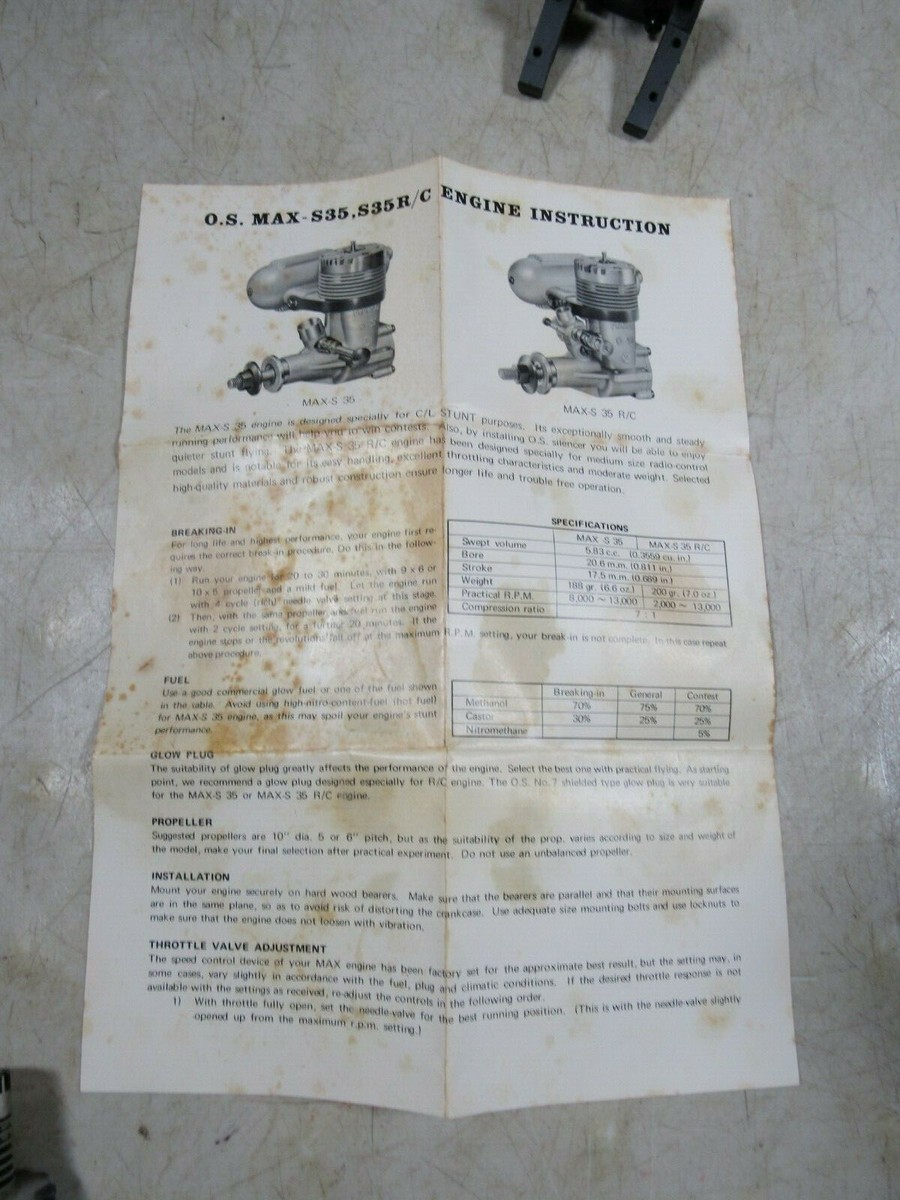 O.S. MAX-S35,S35R/C ENGINE INSTRUCTION
MAX-S 35
MAX-S 35 R/C
The MAX-S 35 engine is designed specially for C/L STUNT purposes. Its exceptionally smooth and steady
running performance will help you to win contests. Also, by installing O.S. silencer you will be able to enjoy
quieter stunt flying. The MAX-S 35 R/C engine has been designed specially for medium size radio-control
models and is notable for its easy handling, excellent throttling characteristics and moderate weight. Selected
high-quality materials and robust construction ensure longer life and trouble free operation.
BREAKING-IN
For long life and highest performance, your engine first re-
quires the correct break-in procedure. Do this in the follow-
ing way.
(1) Run your engine for 20 to 30 minutes, with 9 x 6 or
10 x 5 propeller and a mild fuel. Let the engine run
with 4 cycle (rich) needle valve setting at this stage.
(2) Then, with the same propeller and fuel run the engine
with 2 cycle setting, for a further 20 minutes. If the
engine stops or the revolutions fall off at the maximum R.P.M. setting, your break-in is not complete. In this case repeat
above procedure.
SPECIFICATIONS
MAX -S 35 MAX-S 35 R/C
Swept volume 5.83 c.c. (0.3559 cu. in.)
Bore 20.6 m.m. (0.811 in.)
Stroke 17.5 m.m. (0.689 in.)
Weight 188 gr. (6.6 oz.) 200 gr. (7.0 oz.)
Practical R.P.M. 8,000 ~ 13,000 2,000 ~ 13,000
Compression ratio 7 : 1
FUEL
Use a good commercial glow fuel or one of the fuel shown
in the table. Avoid using high-nitro-content-fuel (hot fuel)
for MAX-S 35 engine, as this may spoil your engine's stunt
performance.
Breaking-in General Contest
Methanol 70% 75% 70%
Castor 30% 25% 25%
Nitromethane 5%
GLOW PLUG
The suitability of glow plug greatly affects the performance of the engine. Select the best one with practical flying. As starting
point, we recommend a glow plug designed especially for R/C engine. The O.S. No.7 shielded type glow plug is very suitable
for the MAX-S 35 or MAX-S 35 R/C engine.
PROPELLER
Suggested propellers are 10" dia. 5 or 6" pitch, but as the suitability of the prop. varies according to size and weight of
the model, make your final selection after practical experiment. Do not use an unbalanced propeller.
INSTALLATION
Mount your engine securely on hard wood bearers. Make sure that the bearers are parallel and that their mounting surfaces
are in the same plane, so as to avoid risk of distorting the crankcase. Use adequate size mounting bolts and use locknuts to
make sure that the engine does not loosen with vibration.
THROTTLE VALVE ADJUSTMENT
The speed control device of your MAX engine has been factory set for the approximate best result, but the setting may, in
some cases, vary slightly in accordance with the fuel, plug and climatic conditions. If the desired throttle response is not
available with the settings as received, re-adjust the controls in the following order.
1) With throttle fully open, set the needle-valve for the best running position. (This is with the needle-valve slightly
opened up from the maximum r.p.m. setting.)